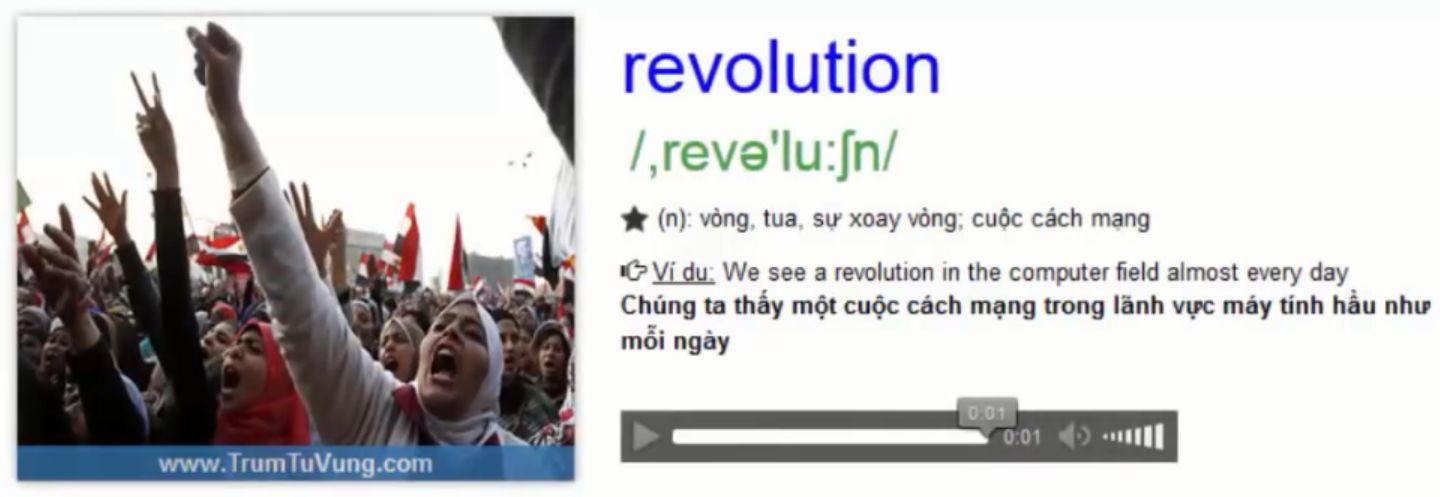 revolution
/,revə'lu:ʃn/
(n): vòng, tua, sự xoay vòng; cuộc cách mạng
Ví dụ: We see a revolution in the computer field almost every day
Chúng ta thấy một cuộc cách mạng trong lãnh vực máy tính hầu như
mỗi ngày
0:01
0:01
www.TrumTuVung.com